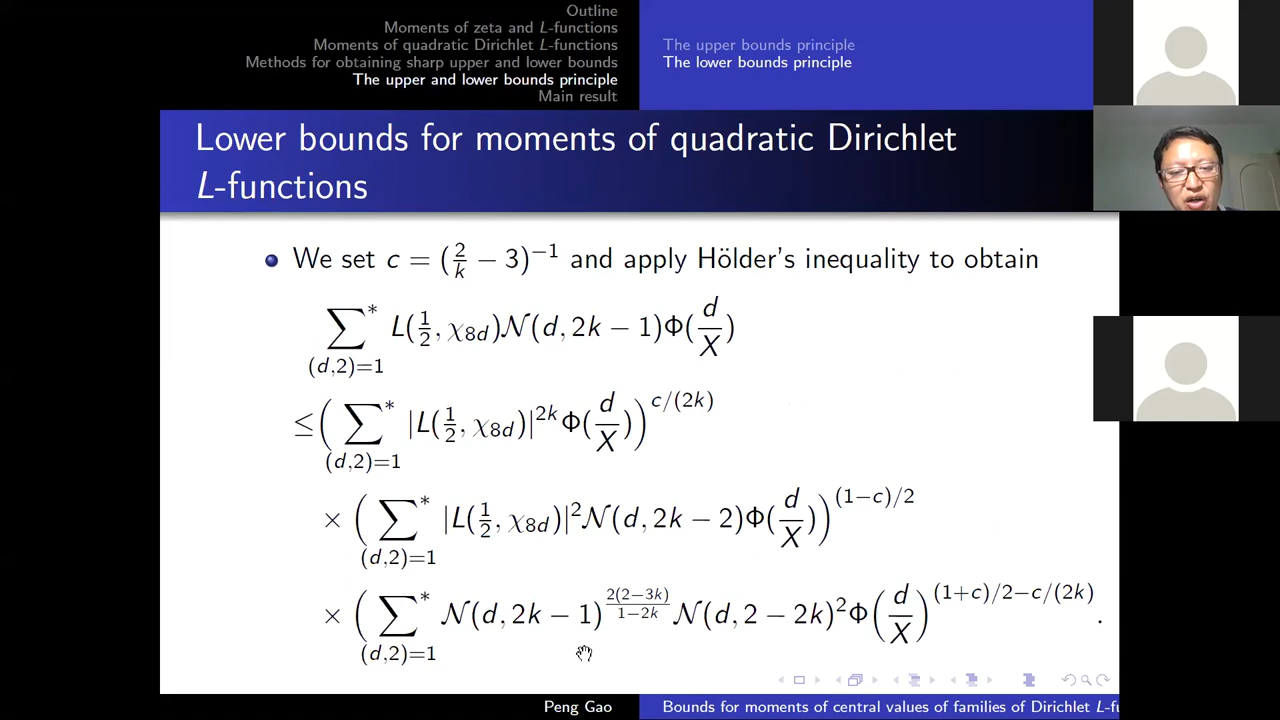 Outline
Moments of zeta and L-functions
Moments of quadratic Dirichlet L-functions
Methods for obtaining sharp upper and lower bounds
The upper and lower bounds principle
Main result
The upper bounds principle
The lower bounds principle
Lower bounds for moments of quadratic Dirichlet
L-functions
We set c = (2/k − 3)^{−1} and apply Hölder's inequality to obtain
∑*_{(d,2)=1} L(1/2, χ_{8d}) 𝒩(d, 2k − 1)Φ(d/X)
≤ ( ∑*_{(d,2)=1} |L(1/2, χ_{8d})|^{2k} Φ(d/X) )^{c/(2k)}
× ( ∑*_{(d,2)=1} |L(1/2, χ_{8d})|^2 𝒩(d, 2k − 2)Φ(d/X) )^{(1−c)/2}
× ( ∑*_{(d,2)=1} 𝒩(d, 2k − 1)^{2(2−3k)/(1−2k)} 𝒩(d, 2 − 2k)^2 Φ(d/X)^{(1+c)/2−c/(2k)} .
Peng Gao
Bounds for moments of central values of families of Dirichlet L-fu